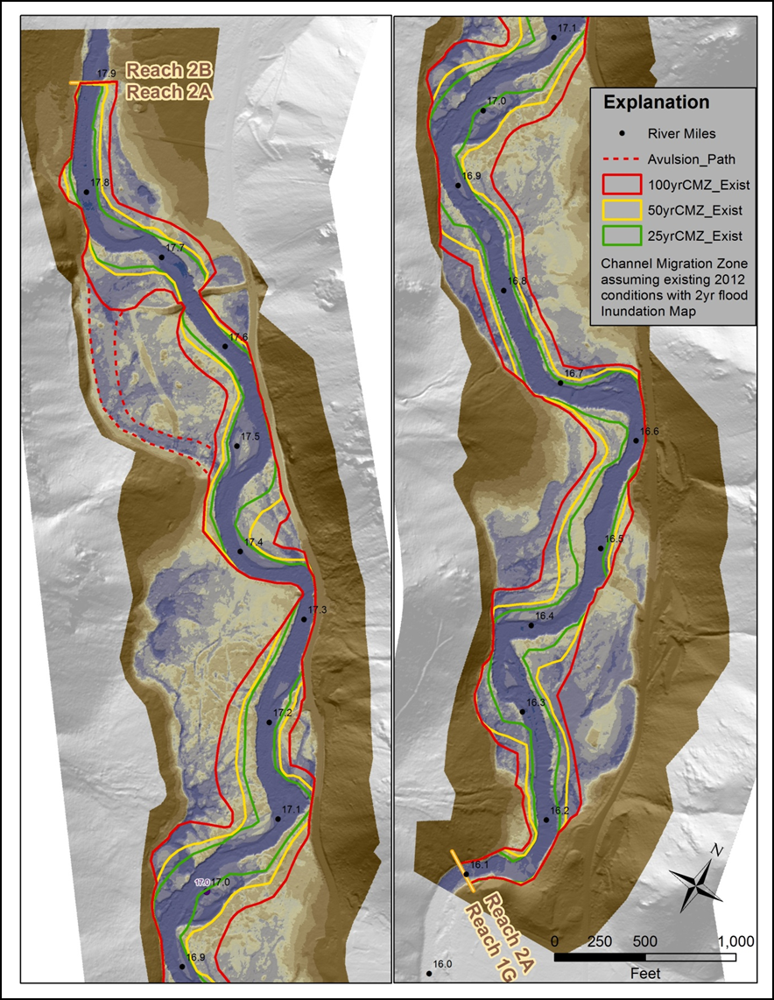 17.9
Reach 2B
Reach 2A
17.8
17.7
17.6
17.5
17.4
17.3
17.2
17.1
17.0 17.0
16.9
17.1
17.0
16.9
16.8
16.7
16.6
16.5
16.4
16.3
16.2
16.1
16.0
Reach 2A
Reach 1G
Explanation
River Miles
Avulsion_Path
100yrCMZ_Exist
50yrCMZ_Exist
25yrCMZ_Exist
Channel Migration Zone
assuming existing 2012
conditions with 2yr flood
Inundation Map
N
0 250 500 1,000
Feet